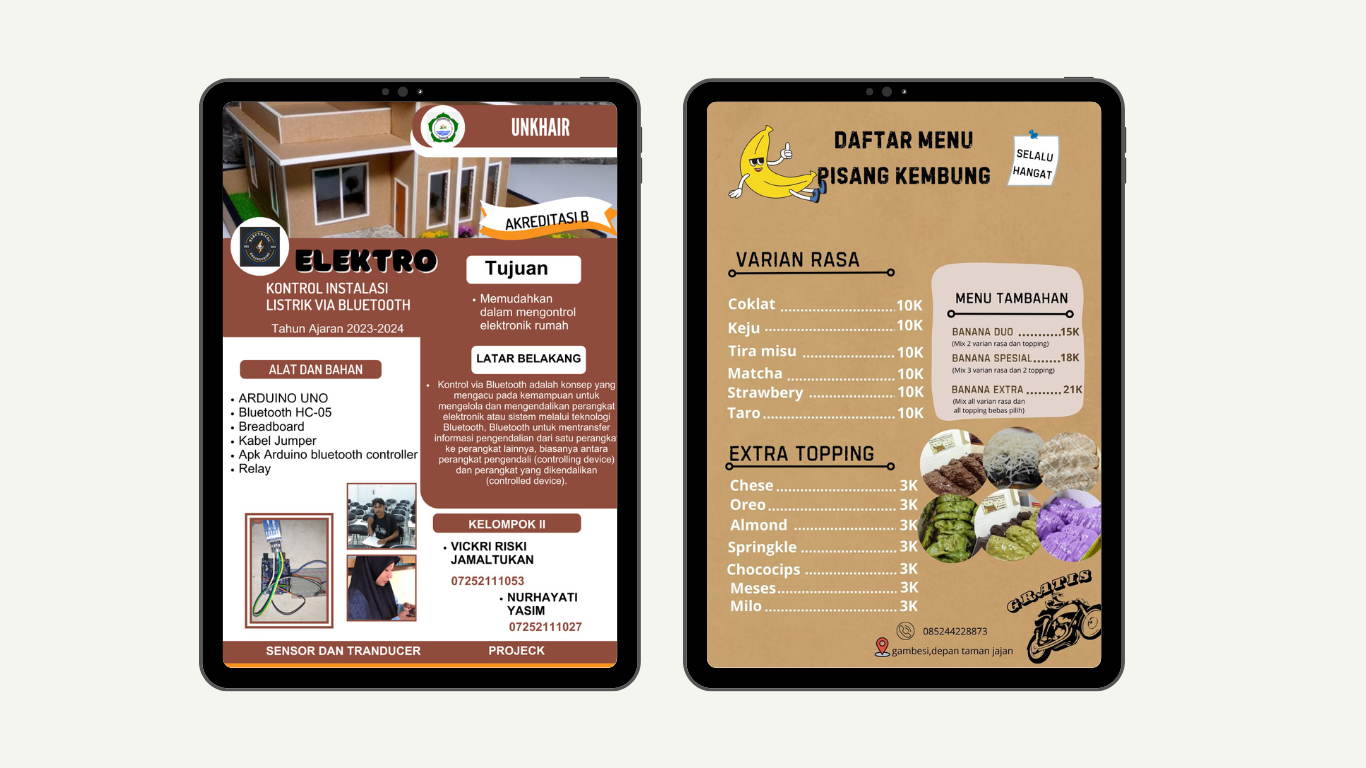 UNKHAIR
AKREDITASI B
ELEKTRO
KONTROL INSTALASI
LISTRIK VIA BLUETOOTH
Tahun Ajaran 2023-2024
ALAT DAN BAHAN
• ARDUINO UNO
• Bluetooth HC-05
• Breadboard
• Kabel Jumper
• Apk Arduino bluetooth controller
• Relay
Tujuan
• Memudahkan
dalam mengontrol
elektronik rumah
LATAR BELAKANG
• Kontrol via Bluetooth adalah konsep yang
mengacu pada kemampuan untuk
mengelola dan mengendalikan perangkat
elektronik atau sistem melalui teknologi
Bluetooth, Bluetooth untuk mentransfer
informasi pengendalian dari satu perangkat
ke perangkat lainnya, biasanya antara
perangkat pengendali (controlling device)
dan perangkat yang dikendalikan
(controlled device).
KELOMPOK II
• VICKRI RISKI
JAMALTUKAN
07252111053
• NURHAYATI
YASIM
07252111027
SENSOR DAN TRANDUCER PROJECK
DAFTAR MENU
PISANG KEMBUNG
SELALU
HANGAT
VARIAN RASA
Coklat 10K
Keju 10K
Tira misu 10K
Matcha 10K
Strawbery 10K
Taro 10K
MENU TAMBAHAN
BANANA DUO 15K
(Mix 2 varian rasa dan topping)
BANANA SPESIAL 18K
(Mix 3 varian rasa dan 2 topping)
BANANA EXTRA 21K
(Mix all varian rasa dan
all topping bebas pilih)
EXTRA TOPPING
Chese 3K
Oreo 3K
Almond 3K
Springkle 3K
Chococips 3K
Meses 3K
Milo 3K
GRATIS
085244228873
gambesi,depan taman jajan